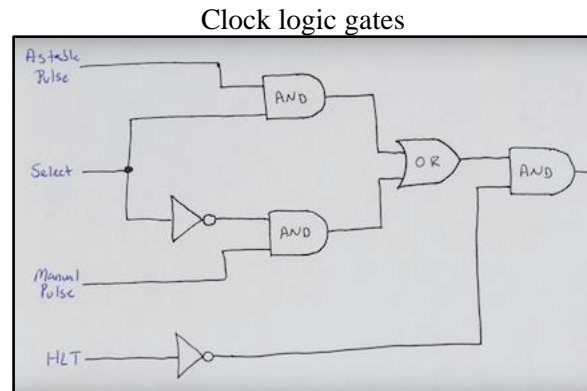 Clock logic gates
Astable
Pulse
AND
Select
OR
AND
AND
Manual
Pulse
HLT